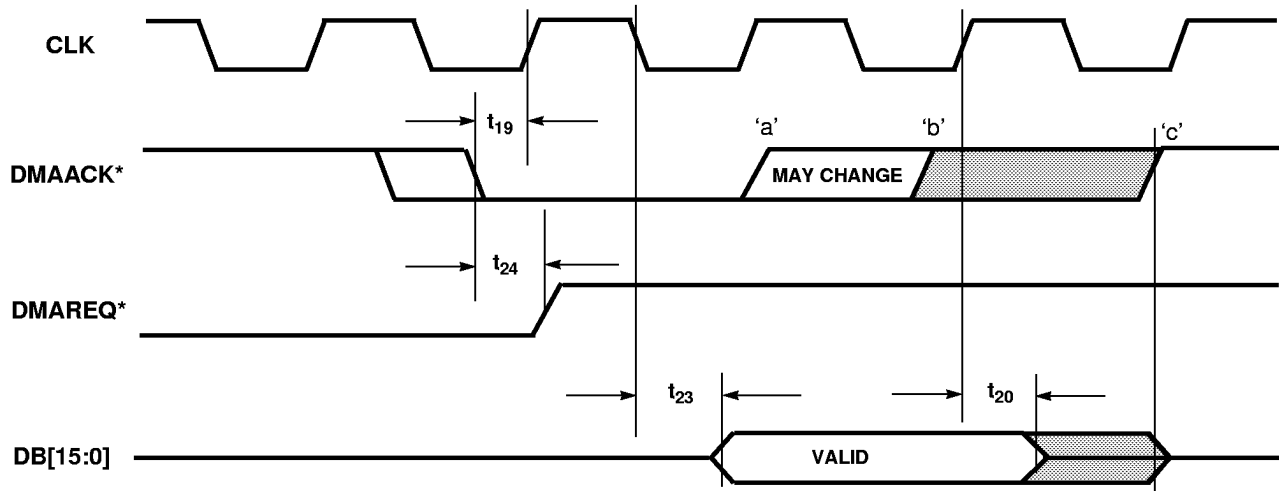 CLK
t19
'a'
'b'
'c'
DMAACK*
MAY CHANGE
t24
DMAREQ*
t23
t20
DB[15:0]
VALID